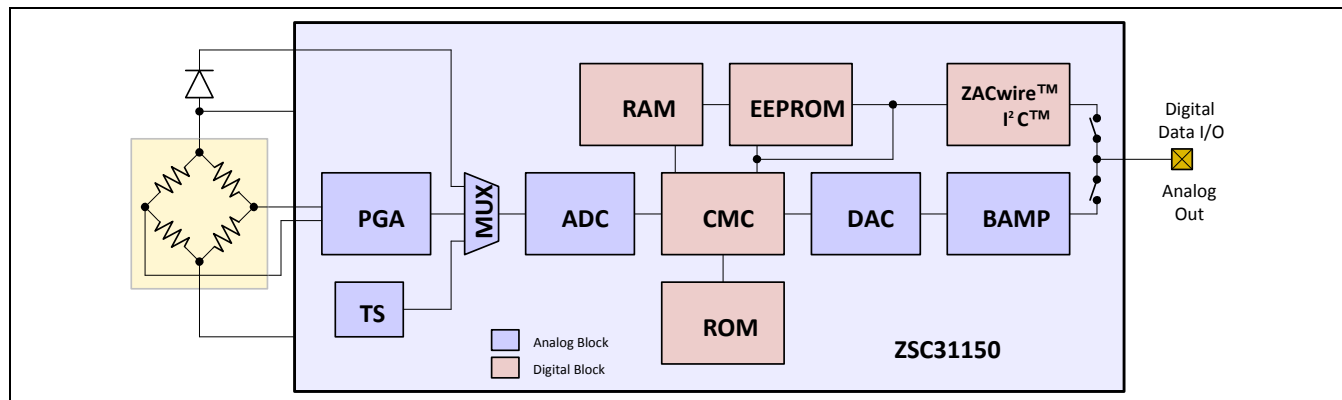 RAM
EEPROM
ZACwire™
I²C™
Digital
Data I/O
PGA
MUX
ADC
CMC
DAC
BAMP
Analog
Out
TS
ROM
Analog Block
Digital Block
ZSC31150